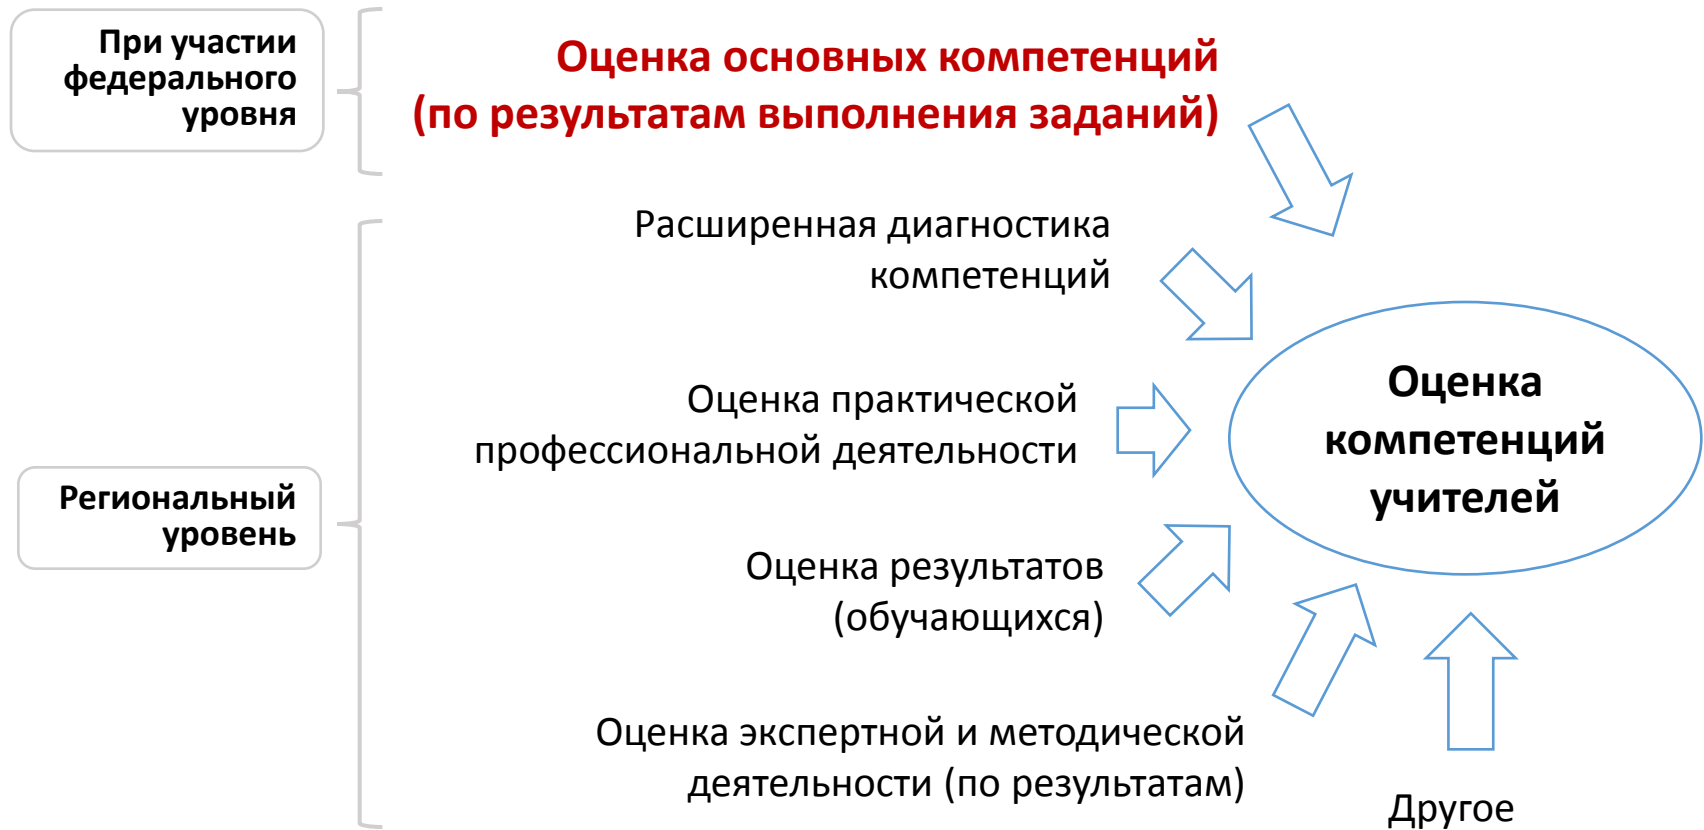 При участии
федерального
уровня
Оценка основных компетенций
(по результатам выполнения заданий)
Расширенная диагностика
компетенций
Оценка практической
профессиональной деятельности
Региональный
уровень
Оценка результатов
(обучающихся)
Оценка экспертной и методической
деятельности (по результатам)
Другое
Оценка
компетенций
учителей